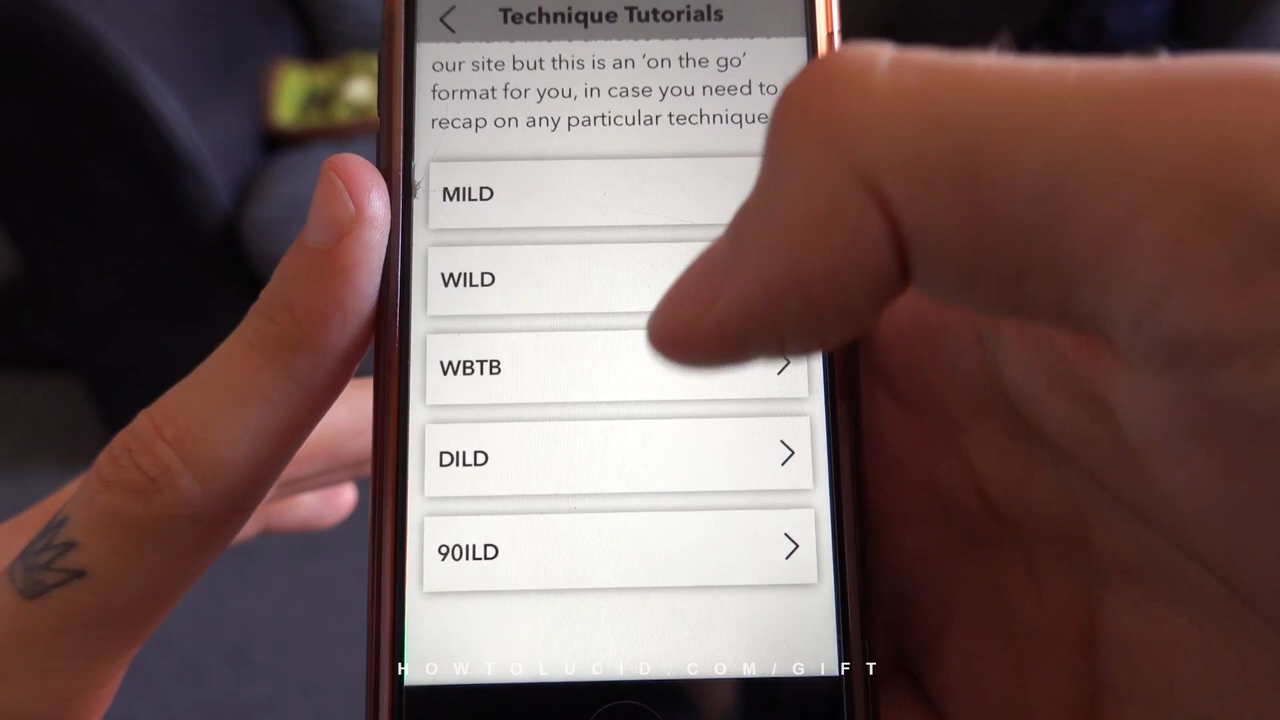 Technique Tutorials
our site but this is an 'on the go'
format for you, in case you need to
recap on any particular technique
MILD
WILD
WBTB
DILD
90ILD
HOWTOLUCID.COM/GIFT